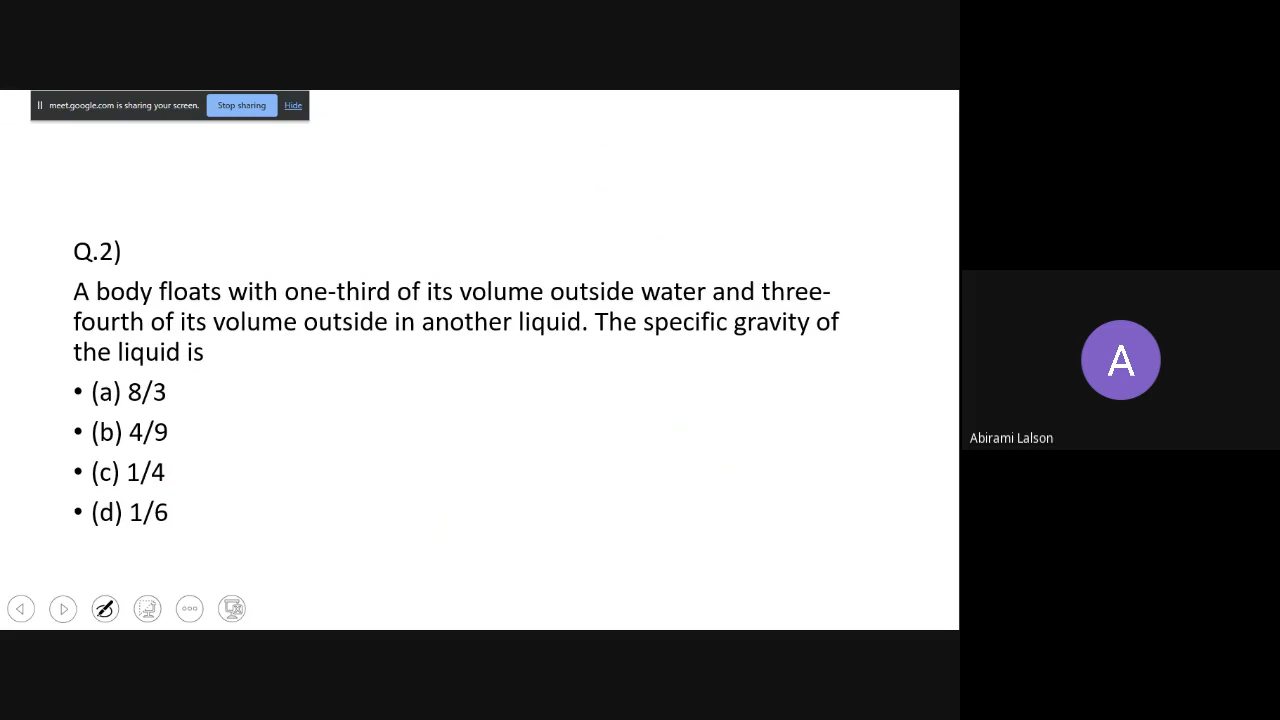 meet.google.com is sharing your screen. Stop sharing Hide
Q.2)
A body floats with one-third of its volume outside water and three-
fourth of its volume outside in another liquid. The specific gravity of
the liquid is
• (a) 8/3
• (b) 4/9
• (c) 1/4
• (d) 1/6
A
Abirami Lalson